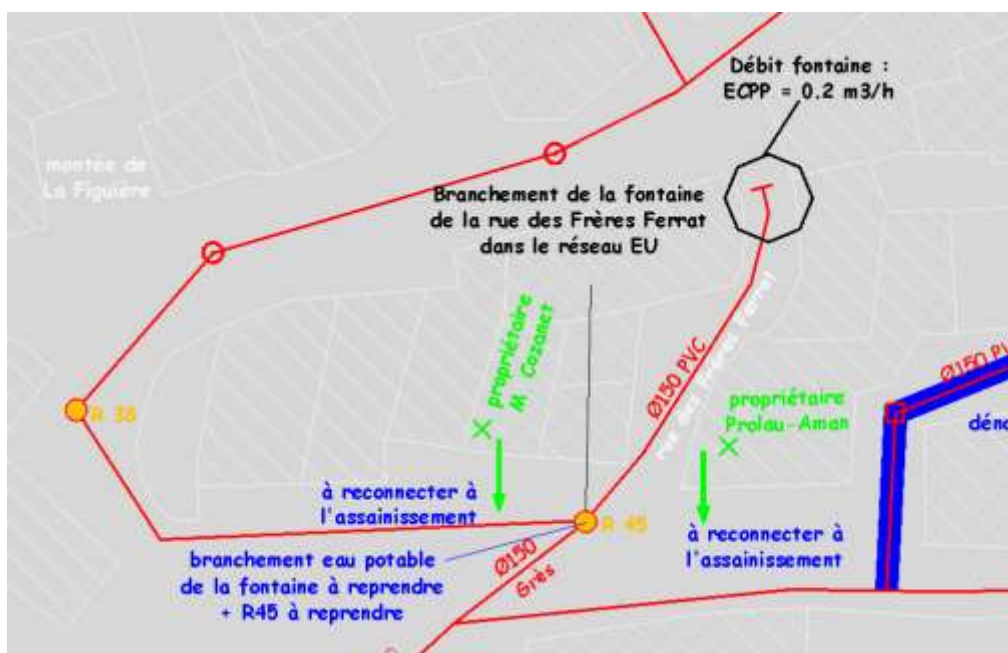 Débit fontaine :
ECPP = 0.2 m3/h
montée de
La Figuière
Branchement de la fontaine
de la rue des Frères Ferrat
dans le réseau EU
propriétaire
M Cozanet
Ø150 PVC
rue des Frères Ferrat
Ø150 PV
propriétaire
Prolau-Aman
déno
R 38
à reconnecter à
l'assainissement
R 45
à reconnecter à
l'assainissement
branchement eau potable
de la fontaine à reprendre
+ R45 à reprendre
Ø150
Grès